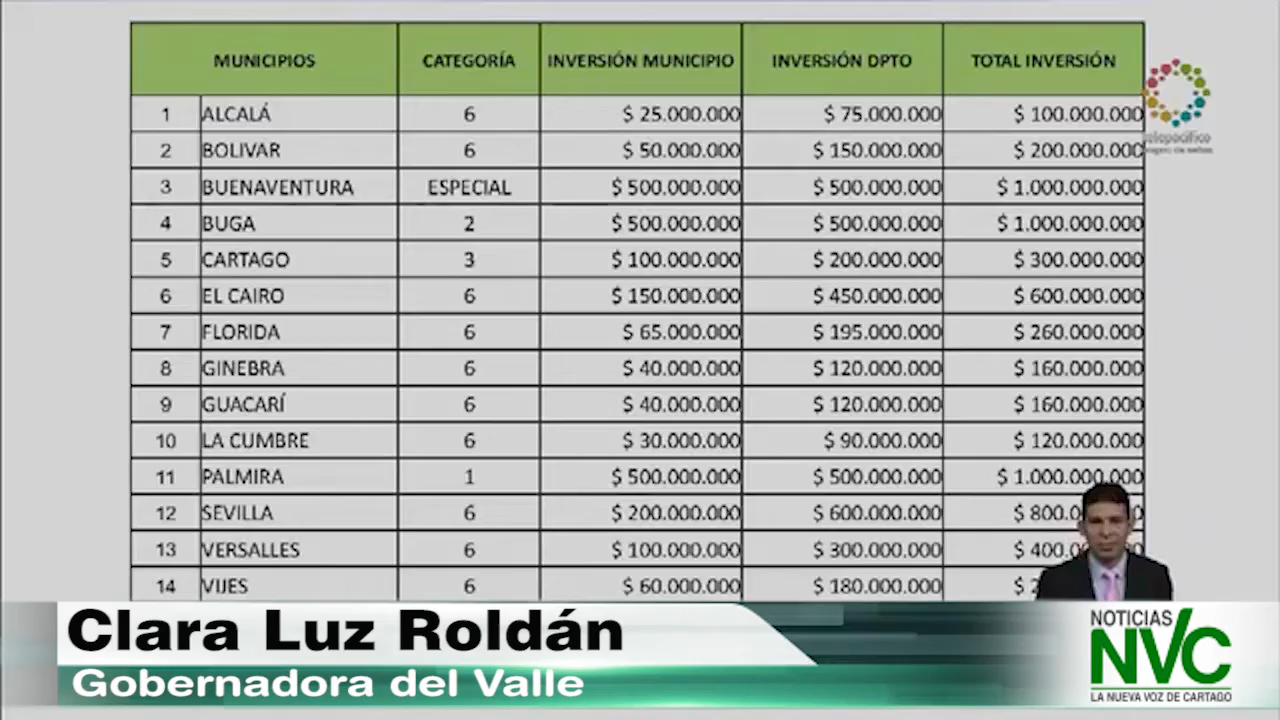 MUNICIPIOS CATEGORÍA INVERSIÓN MUNICIPIO INVERSIÓN DPTO TOTAL INVERSIÓN
1 ALCALÁ 6 $ 25.000.000 $ 75.000.000 $ 100.000.000
2 BOLIVAR 6 $ 50.000.000 $ 150.000.000 $ 200.000.000
3 BUENAVENTURA ESPECIAL $ 500.000.000 $ 500.000.000 $ 1.000.000.000
4 BUGA 2 $ 500.000.000 $ 500.000.000 $ 1.000.000.000
5 CARTAGO 3 $ 100.000.000 $ 200.000.000 $ 300.000.000
6 EL CAIRO 6 $ 150.000.000 $ 450.000.000 $ 600.000.000
7 FLORIDA 6 $ 65.000.000 $ 195.000.000 $ 260.000.000
8 GINEBRA 6 $ 40.000.000 $ 120.000.000 $ 160.000.000
9 GUACARÍ 6 $ 40.000.000 $ 120.000.000 $ 160.000.000
10 LA CUMBRE 6 $ 30.000.000 $ 90.000.000 $ 120.000.000
11 PALMIRA 1 $ 500.000.000 $ 500.000.000 $ 1.000.000.000
12 SEVILLA 6 $ 200.000.000 $ 600.000.000 $ 800.0
13 VERSALLES 6 $ 100.000.000 $ 300.000.000 $ 400.0
14 VIJES 6 $ 60.000.000 $ 180.000.000 $ 2
telepacífico
Clara Luz Roldán
Gobernadora del Valle
NOTICIAS
NVC
LA NUEVA VOZ DE CARTAGO